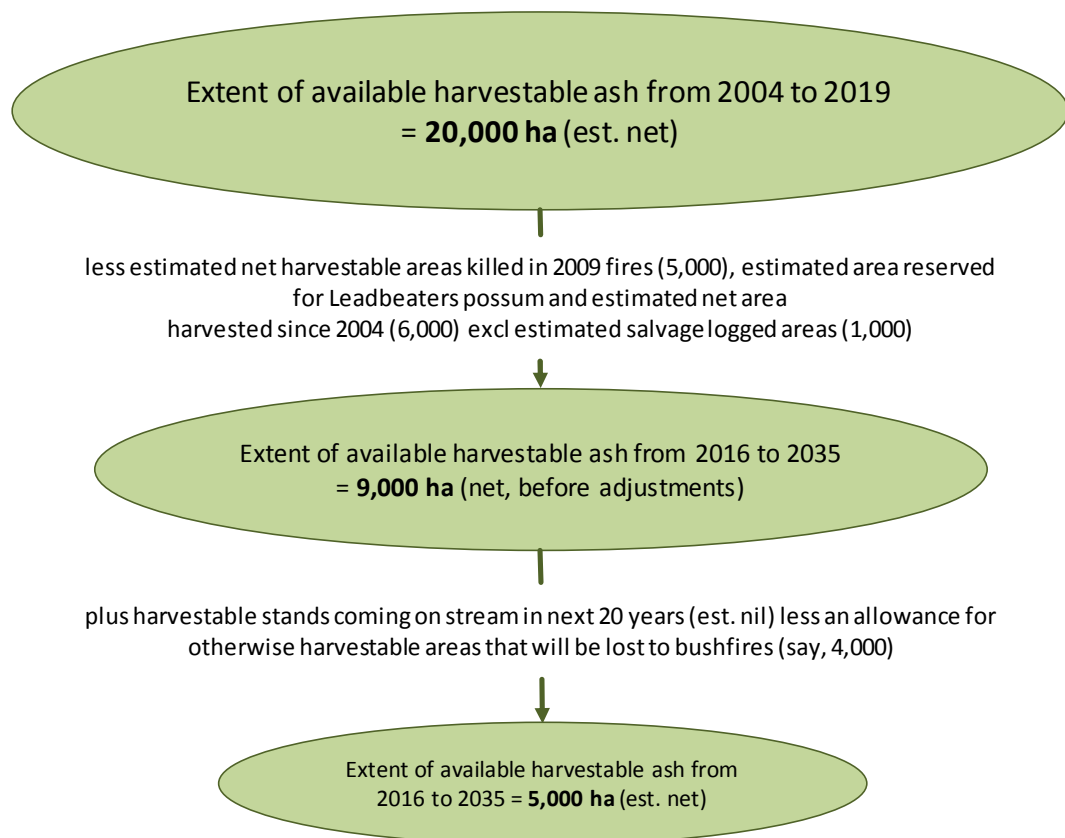 Extent of available harvestable ash from 2004 to 2019
= 20,000 ha (est. net)
less estimated net harvestable areas killed in 2009 fires (5,000), estimated area reserved
for Leadbeaters possum and estimated net area
harvested since 2004 (6,000) excl estimated salvage logged areas (1,000)
Extent of available harvestable ash from 2016 to 2035
= 9,000 ha (net, before adjustments)
plus harvestable stands coming on stream in next 20 years (est. nil) less an allowance for
otherwise harvestable areas that will be lost to bushfires (say, 4,000)
Extent of available harvestable ash from
2016 to 2035 = 5,000 ha (est. net)